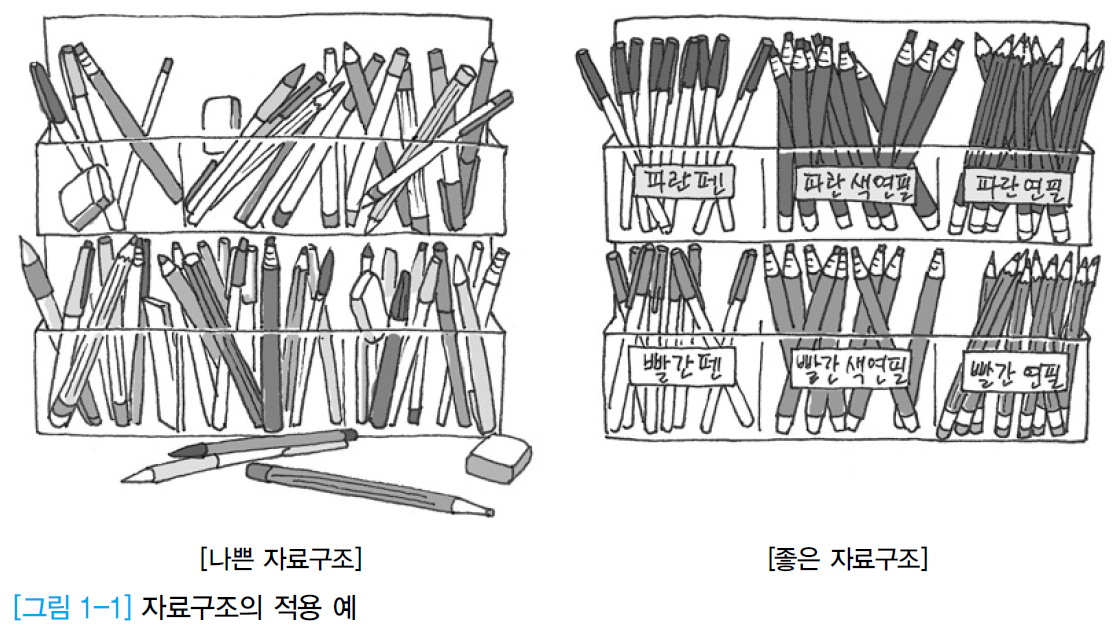 파란펜
파란색연필
파란연필
빨간펜
빨간색연필
빨간 연필
[나쁜 자료구조]
[좋은 자료구조]
[그림 1-1] 자료구조의 적용 예